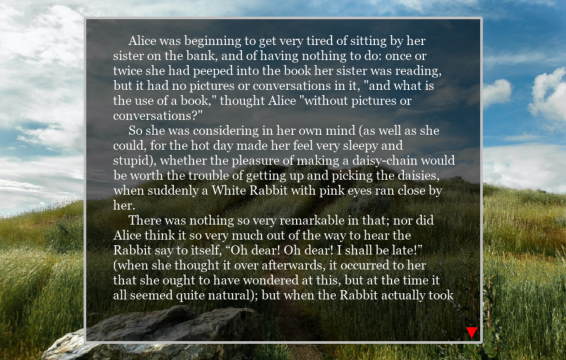 Alice was beginning to get very tired of sitting by her
sister on the bank, and of having nothing to do: once or
twice she had peeped into the book her sister was reading,
but it had no pictures or conversations in it, "and what is
the use of a book," thought Alice "without pictures or
conversations?"
So she was considering in her own mind (as well as she
could, for the hot day made her feel very sleepy and
stupid), whether the pleasure of making a daisy-chain would
be worth the trouble of getting up and picking the daisies,
when suddenly a White Rabbit with pink eyes ran close by
her.
There was nothing so very remarkable in that; nor did
Alice think it so very much out of the way to hear the
Rabbit say to itself, “Oh dear! Oh dear! I shall be late!”
(when she thought it over afterwards, it occurred to her
that she ought to have wondered at this, but at the time it
all seemed quite natural); but when the Rabbit actually took